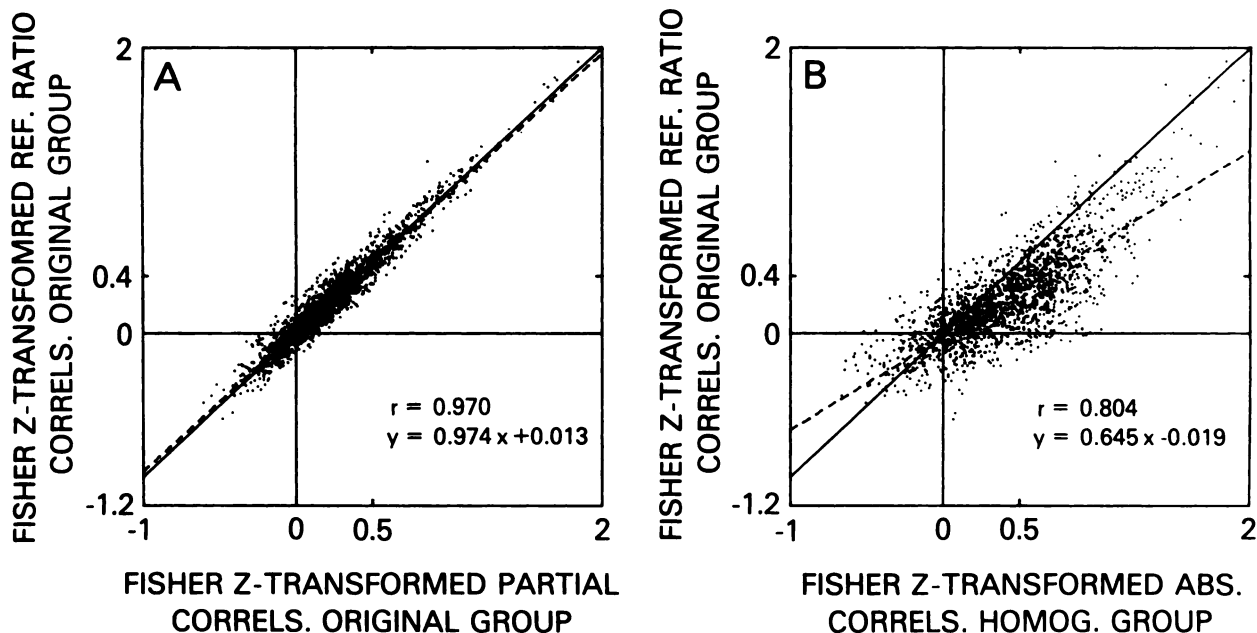 FISHER Z-TRANSFOMRED REF. RATIO
CORRELS. ORIGINAL GROUP
A
2
0.4
0
-1.2
-1
0
0.5
2
r = 0.970
y = 0.974 x +0.013
FISHER Z-TRANSFORMED PARTIAL
CORRELS. ORIGINAL GROUP
FISHER Z-TRANSFORMED REF. RATIO
CORRELS. ORIGINAL GROUP
B
2
0.4
0
-1.2
-1
0
0.5
2
r = 0.804
y = 0.645 x -0.019
FISHER Z-TRANSFORMED ABS.
CORRELS. HOMOG. GROUP